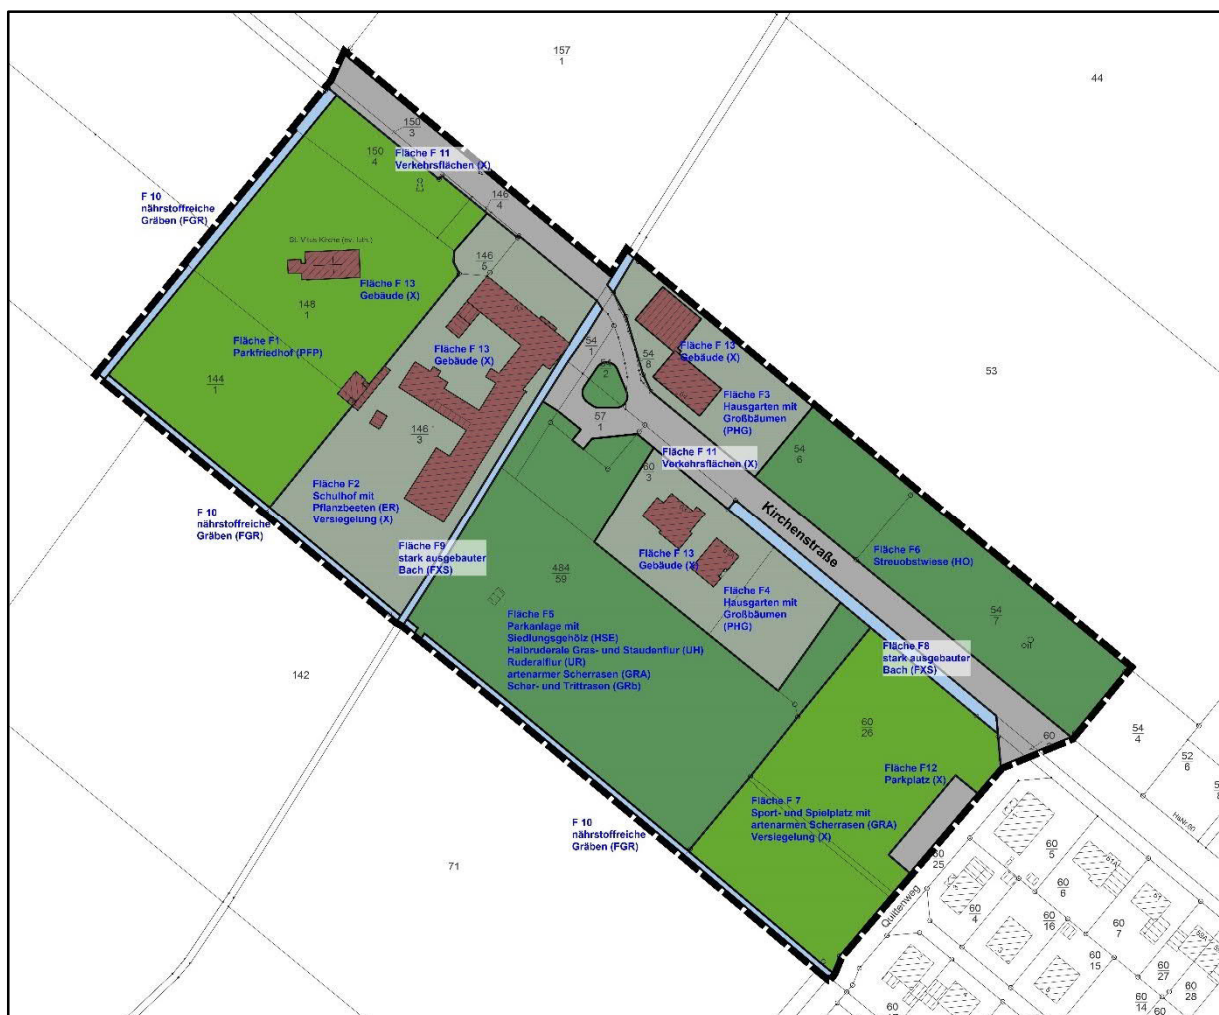 157
1
44
150
3
150
4
Fläche F 11
Verkehrsflächen (X)
F 10
nährstoffreiche
Gräben (FGR)
146
4
St. Vitus Kirche (ev. luth.)
146
5
Fläche F 13
Gebäude (X)
148
1
Fläche F1
Parkfriedhof (PFP)
144
1
Fläche F 13
Gebäude (X)
54
1
54
2
54
8
Fläche F 13
Gebäude (X)
53
Fläche F3
Hausgarten mit
Großbäumen
(PHG)
57
1
146
3
54
6
Fläche F 11
Verkehrsflächen (X)
60
3
Fläche F2
Schulhof mit
Pflanzbeeten (ER)
Versiegelung (X)
F 10
nährstoffreiche
Gräben (FGR)
Kirchenstraße
Fläche F9
stark ausgebauter
Bach (FXS)
Fläche F 13
Gebäude (X)
Fläche F6
Streuobstwiese (HO)
484
59
Fläche F4
Hausgarten mit
Großbäumen
(PHG)
Fläche F5
Parkanlage mit
Siedlungsgehölz (HSE)
Halbruderale Gras- und Staudenflur (UH)
Ruderalflur (UR)
artenarmer Scherrasen (GRA)
Scher- und Trittrasen (GRb)
54
7
Fläche F8
stark ausgebauter
Bach (FXS)
142
60
26
60
54
4
52
6
Fläche F12
Parkplatz (X)
Fläche F 7
Sport- und Spielplatz mit
artenarmen Scherrasen (GRA)
Versiegelung (X)
F 10
nährstoffreiche
Gräben (FGR)
71
HsNr.60
60
25
60
5
51A
60
6
Quittenweg
60
4
60
16
60
7
60
15
60
27
60
28
60
14
60